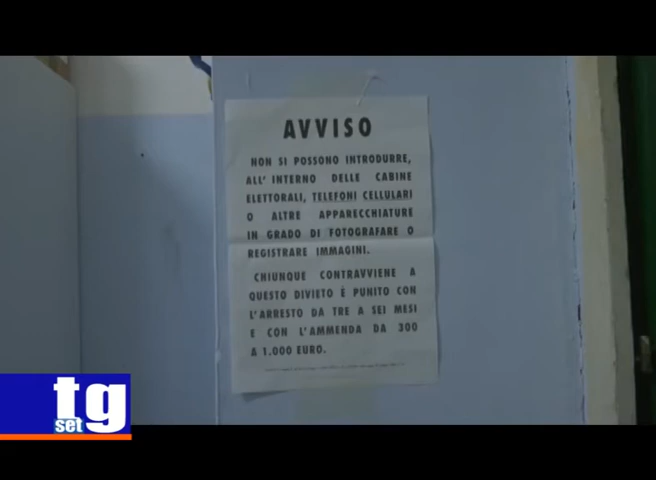 AVVISO
NON SI POSSONO INTRODURRE,
ALL'INTERNO DELLE CABINE
ELETTORALI, TELEFONI CELLULARI
O ALTRE APPARECCHIATURE
IN GRADO DI FOTOGRAFARE O
REGISTRARE IMMAGINI.
CHIUNQUE CONTRAVVIENE A
QUESTO DIVIETO È PUNITO CON
L'ARRESTO DA TRE A SEI MESI
E CON L'AMMENDA DA 300
A 1.000 EURO.
tg
set